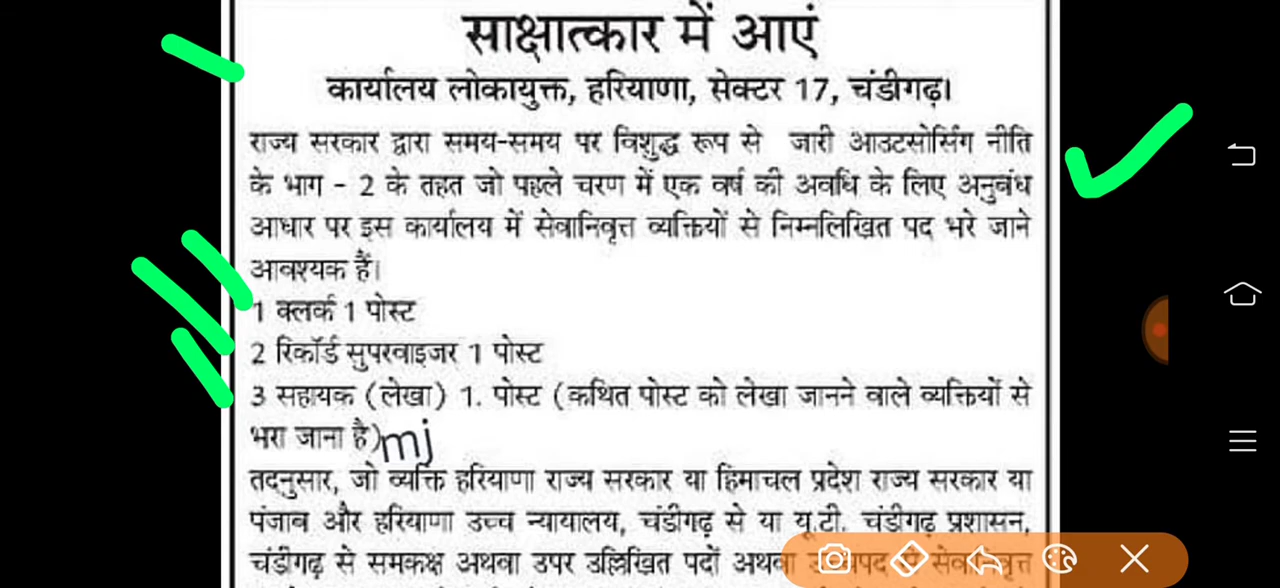 साक्षात्कार में आएं
कार्यालय लोकायुक्त, हरियाणा, सेक्टर 17, चंडीगढ़।
राज्य सरकार द्वारा समय-समय पर विशुद्ध रूप से जारी आउटसोर्सिंग नीति
के भाग - 2 के तहत जो पहले चरण में एक वर्ष की अवधि के लिए अनुबंध
आधार पर इस कार्यालय में सेवानिवृत्त व्यक्तियों से निम्नलिखित पद भरे जाने
आवश्यक हैं।
1 क्लर्क 1 पोस्ट
2 रिकॉर्ड सुपरवाइजर 1 पोस्ट
3 सहायक (लेखा) 1. पोस्ट (कथित पोस्ट को लेखा जानने वाले व्यक्तियों से
भरा जाना है) mj
तदनुसार, जो व्यक्ति हरियाणा राज्य सरकार या हिमाचल प्रदेश राज्य सरकार या
पंजाब और हरियाणा उच्च न्यायालय, चंडीगढ़ से या यू.टी. चंडीगढ़ प्रशासन,
चंडीगढ़ से समकक्ष अथवा उपर उल्लिखित पदों अथवा सेवानिवृत्त